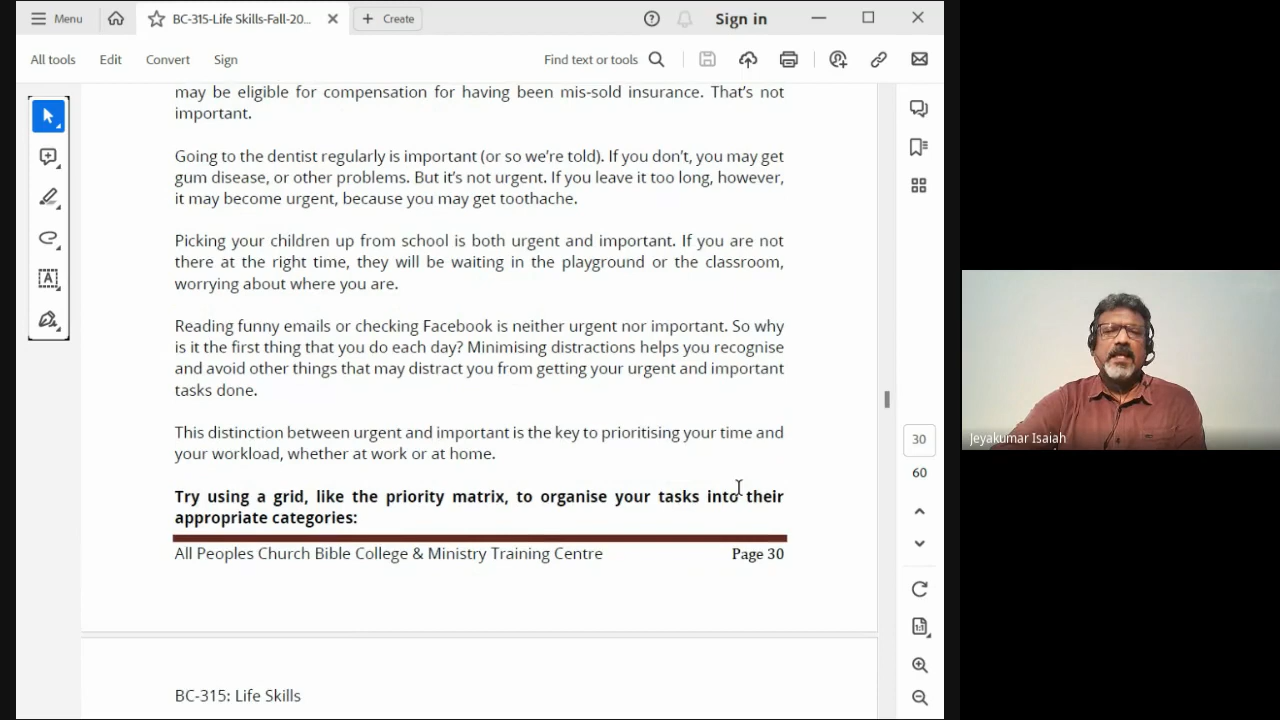 Menu
BC-315-Life Skills-Fall-20...
Create
Sign in
All tools
Edit
Convert
Sign
Find text or tools
may be eligible for compensation for having been mis-sold insurance. That's not
important.
Going to the dentist regularly is important (or so we're told). If you don't, you may get
gum disease, or other problems. But it's not urgent. If you leave it too long, however,
it may become urgent, because you may get toothache.
Picking your children up from school is both urgent and important. If you are not
there at the right time, they will be waiting in the playground or the classroom,
worrying about where you are.
Reading funny emails or checking Facebook is neither urgent nor important. So why
is it the first thing that you do each day? Minimising distractions helps you recognise
and avoid other things that may distract you from getting your urgent and important
tasks done.
This distinction between urgent and important is the key to prioritising your time and
your workload, whether at work or at home.
Try using a grid, like the priority matrix, to organise your tasks into their
appropriate categories:
All Peoples Church Bible College & Ministry Training Centre Page 30
BC-315: Life Skills
30
60
1:1
Jeyakumar Isaiah